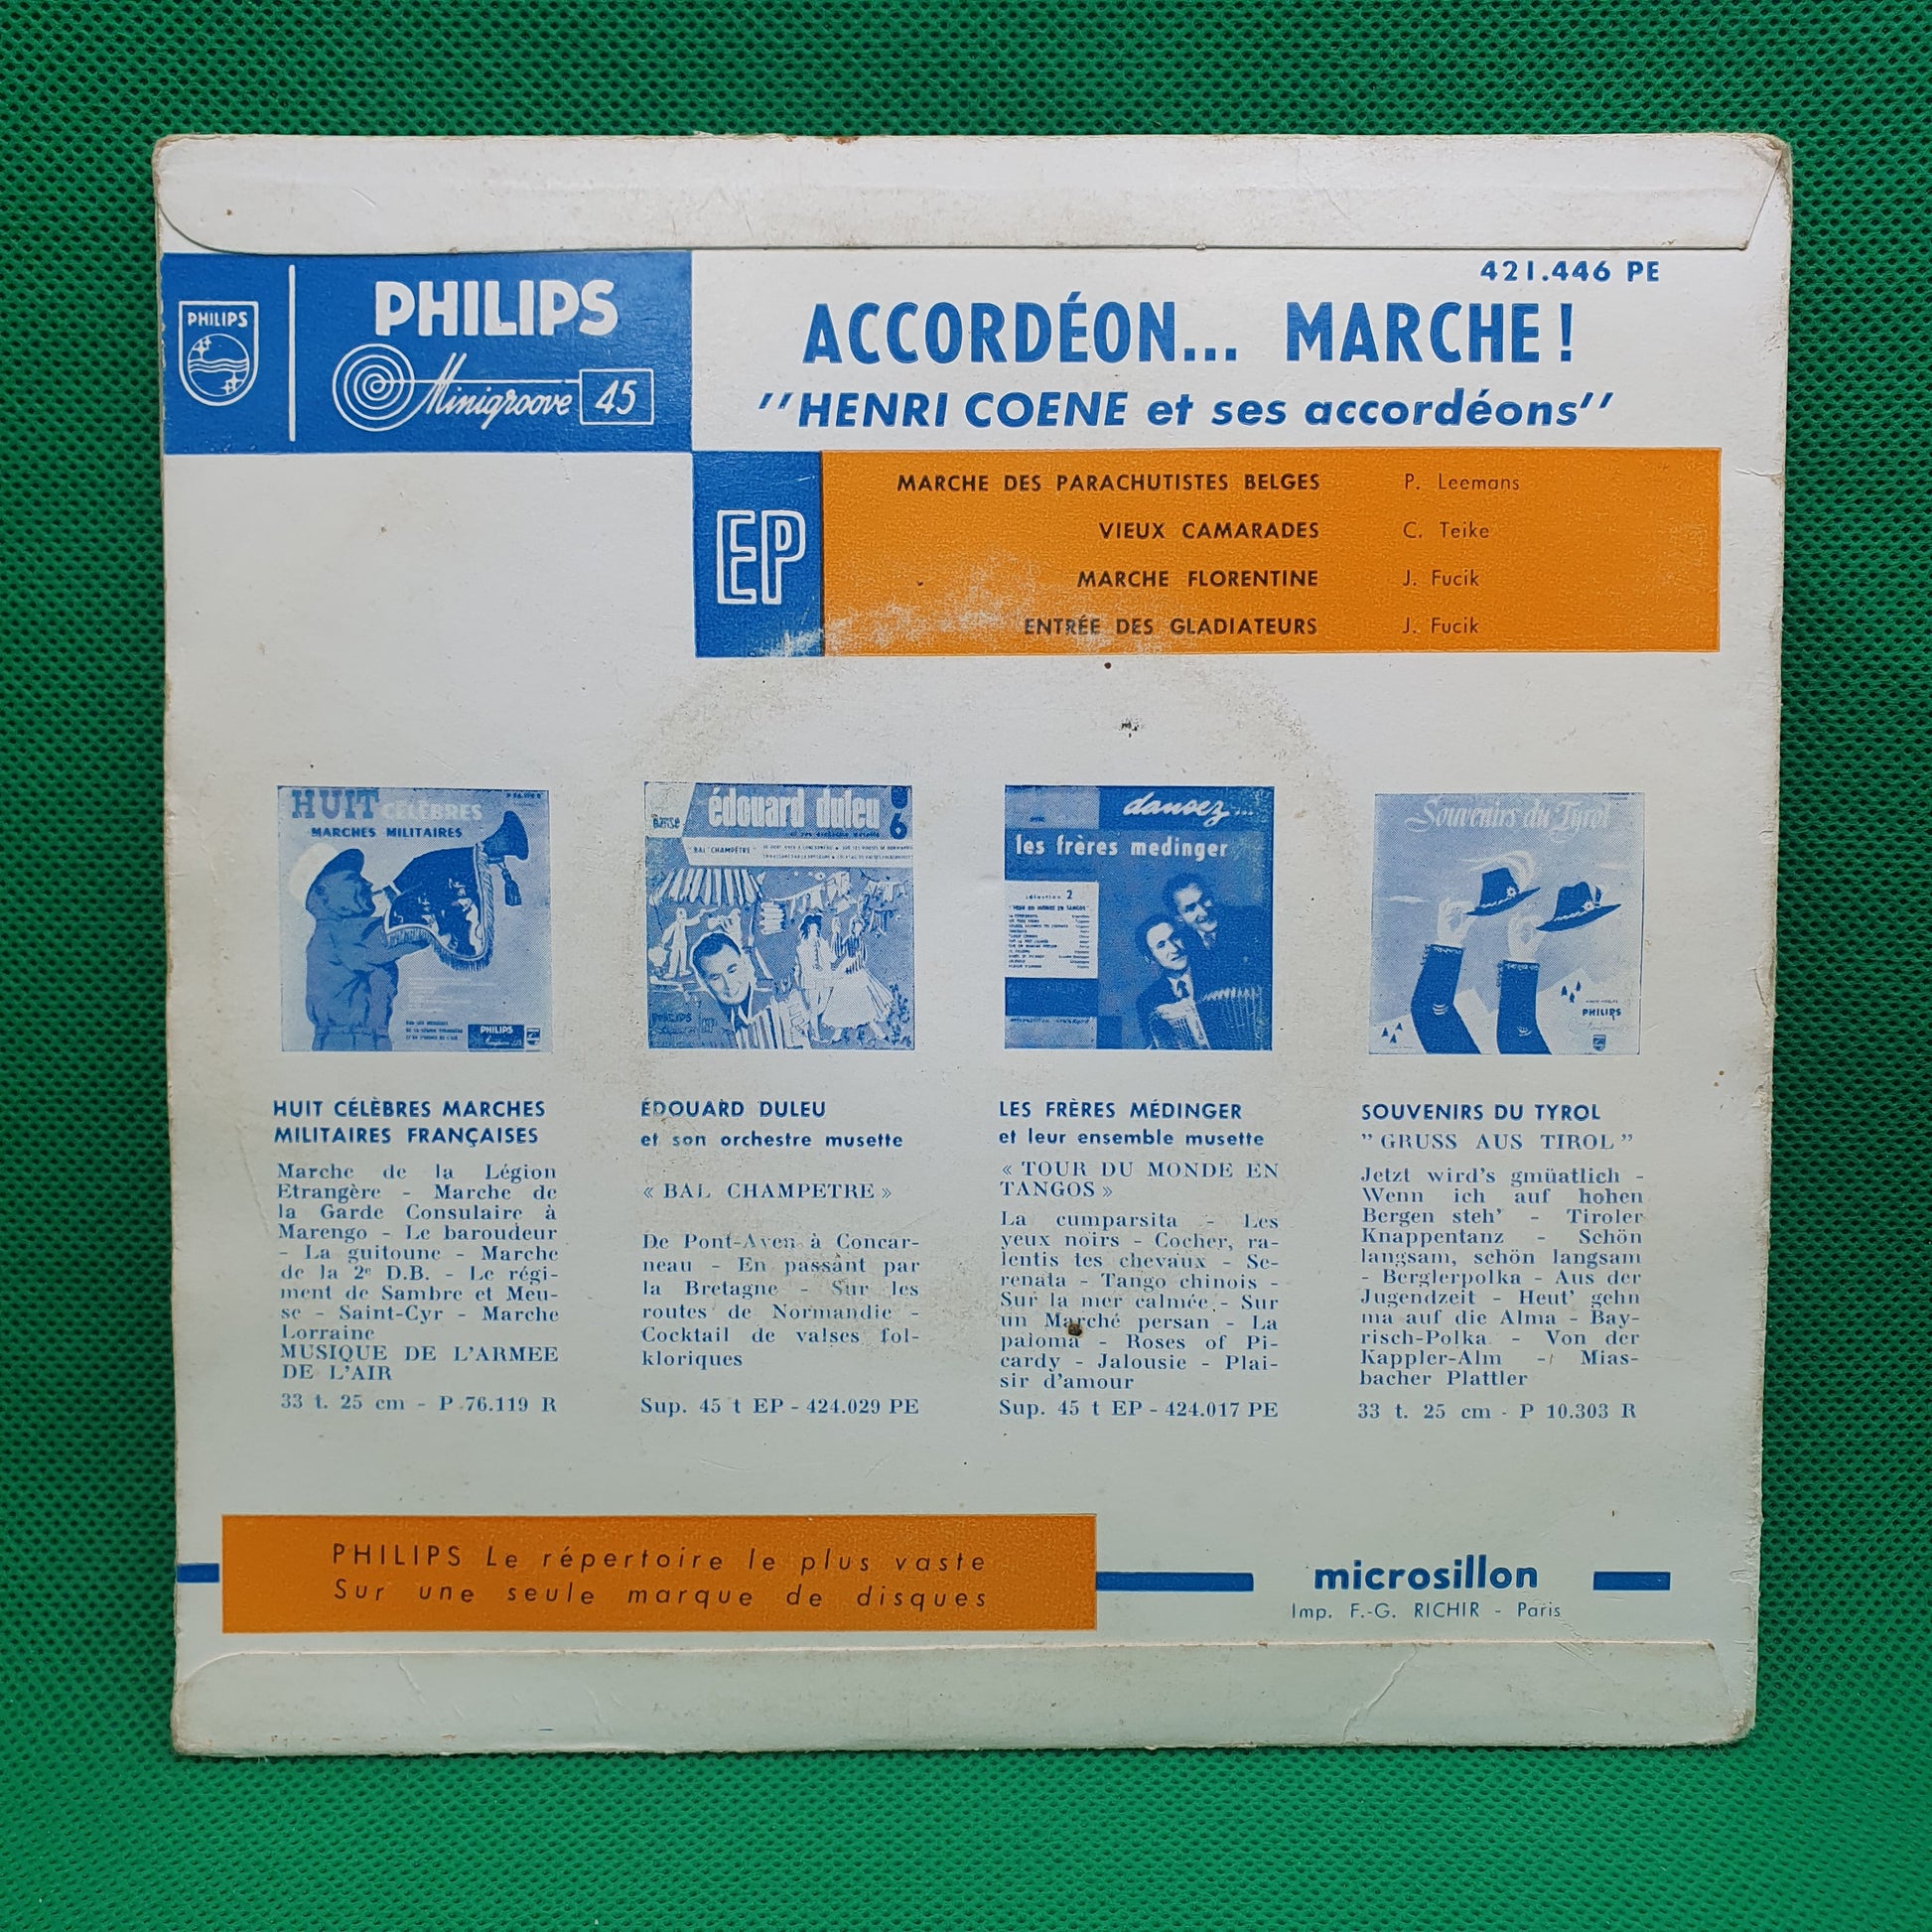 421.446 PE
PHILIPS
PHILIPS
Minigroove 45
ACCORDÉON... MARCHE!
"HENRI COENE et ses accordéons"
EP
MARCHE DES PARACHUTISTES BELGES P. Leemans
VIEUX CAMARADES C. Teike
MARCHE FLORENTINE J. Fucik
ENTRÉE DES GLADIATEURS J. Fucik
HUIT CÉLÈBRES
MARCHES MILITAIRES
PHILIPS
danse
édouard duleu
6
BAL CHAMPÊTRE
PHILIPS
dansez...
les frères medinger
sélection 2
Souvenirs du Tyrol
PHILIPS
HUIT CÉLÈBRES MARCHES
MILITAIRES FRANÇAISES
Marche de la Légion
Etrangère - Marche de
la Garde Consulaire à
Marengo - Le baroudeur
- La guitoune - Marche
de la 2e D.B. - Le régi-
ment de Sambre et Meu-
se - Saint-Cyr - Marche
Lorraine
MUSIQUE DE L'ARMEE
DE L'AIR
33 t. 25 cm - P 76.119 R
ÉDOUARD DULEU
et son orchestre musette
« BAL CHAMPETRE »
De Pont-Aven à Concar-
neau - En passant par
la Bretagne - Sur les
routes de Normandie -
Cocktail de valses fol-
kloriques
Sup. 45 t EP - 424.029 PE
LES FRÈRES MÉDINGER
et leur ensemble musette
« TOUR DU MONDE EN
TANGOS »
La cumparsita - Les
yeux noirs - Cocher, ra-
lentis tes chevaux - Se-
renata - Tango chinois -
Sur la mer calmée - Sur
un Marché persan - La
paloma - Roses of Pi-
cardy - Jalousie - Plai-
sir d'amour
Sup. 45 t EP - 424.017 PE
SOUVENIRS DU TYROL
" GRUSS AUS TIROL "
Jetzt wird's gmüatlich -
Wenn ich auf hohen
Bergen steh' - Tiroler
Knappentanz - Schön
langsam, schön langsam
- Berglerpolka - Aus der
Jugendzeit - Heut' gehn
ma auf die Alma - Bay-
risch-Polka - Von der
Kappler-Alm - Mias-
bacher Plattler
33 t. 25 cm - P 10.303 R
PHILIPS Le répertoire le plus vaste
Sur une seule marque de disques
microsillon
Imp. F.-G. RICHIR - Paris